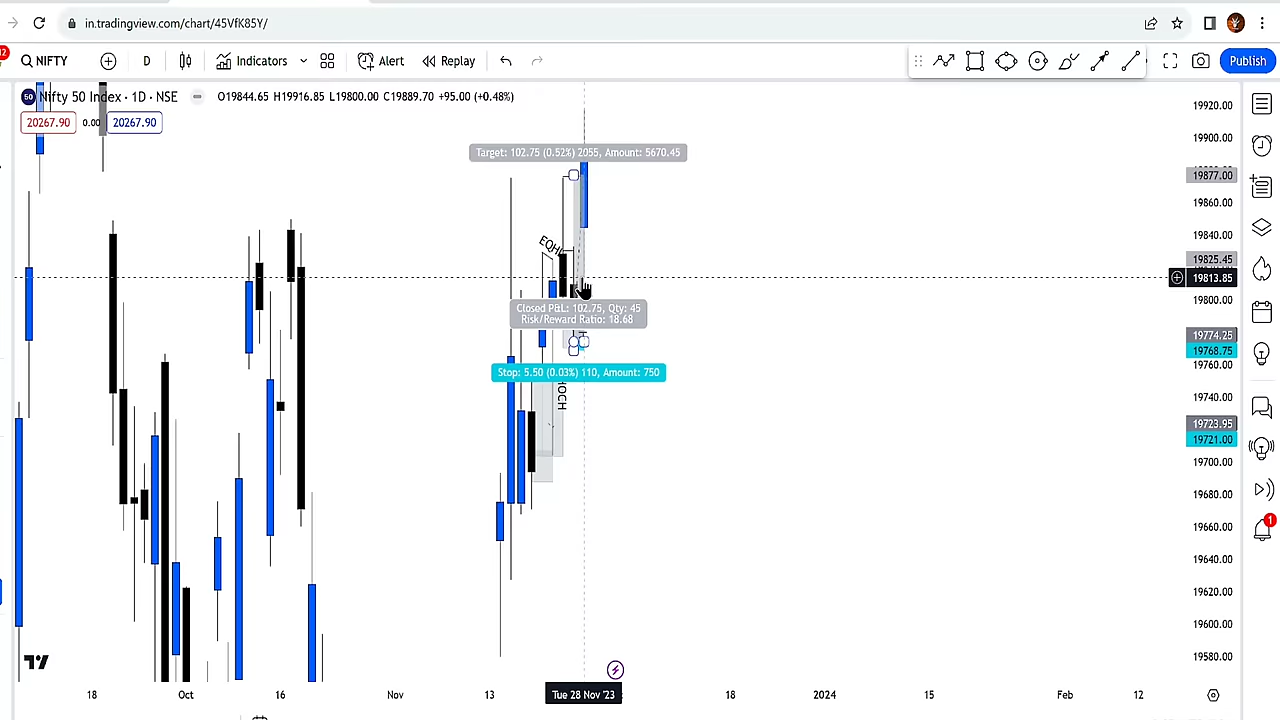 in.tradingview.com/chart/45VfK85Y/
12
NIFTY
D
Indicators
Alert
Replay
Publish
50 Nifty 50 Index · 1D · NSE
O19844.65 H19916.85 L19800.00 C19889.70 +95.00 (+0.48%)
20267.90 0.00 20267.90
Target: 102.75 (0.52%) 2055, Amount: 5670.45
EQHL
Closed P&L: 102.75, Qty: 45
Risk/Reward Ratio: 18.68
Stop: 5.50 (0.03%) 110, Amount: 750
HOCH
19920.00
19900.00
19877.00
19860.00
19840.00
19825.45
19813.85
19800.00
19774.25
19768.75
19760.00
19740.00
19723.95
19721.00
19700.00
19680.00
19660.00
19640.00
19620.00
19600.00
19580.00
1
18
Oct
16
Nov
13
Tue 28 Nov '23
18
2024
15
Feb
12